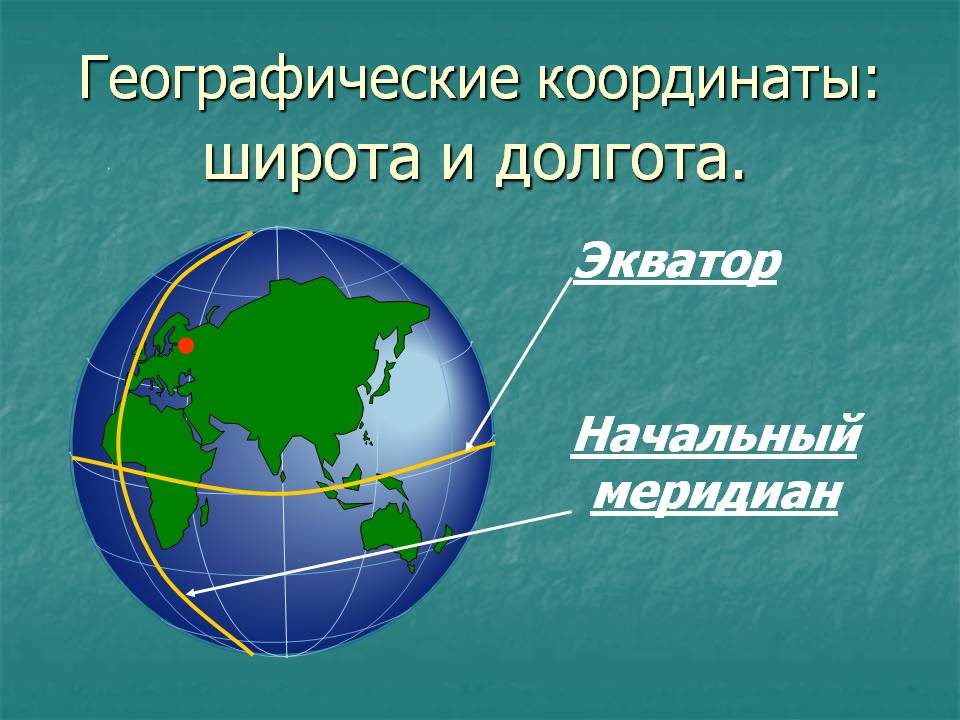 Географические координаты:
широта и долгота.
Экватор
Начальный
меридиан